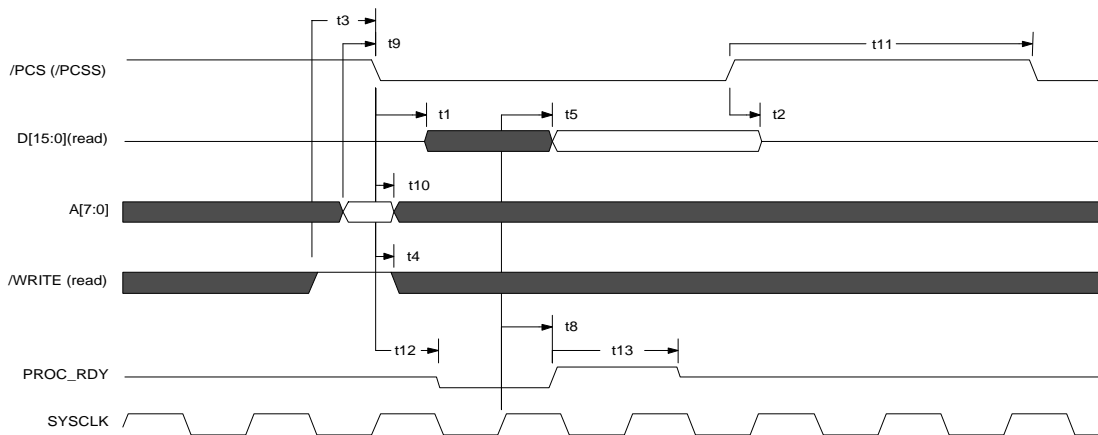 t3
t9
t11
/PCS (/PCSS)
t1
t5
t2
D[15:0](read)
t10
A[7:0]
t4
/WRITE (read)
t8
t12
t13
PROC_RDY
SYSCLK